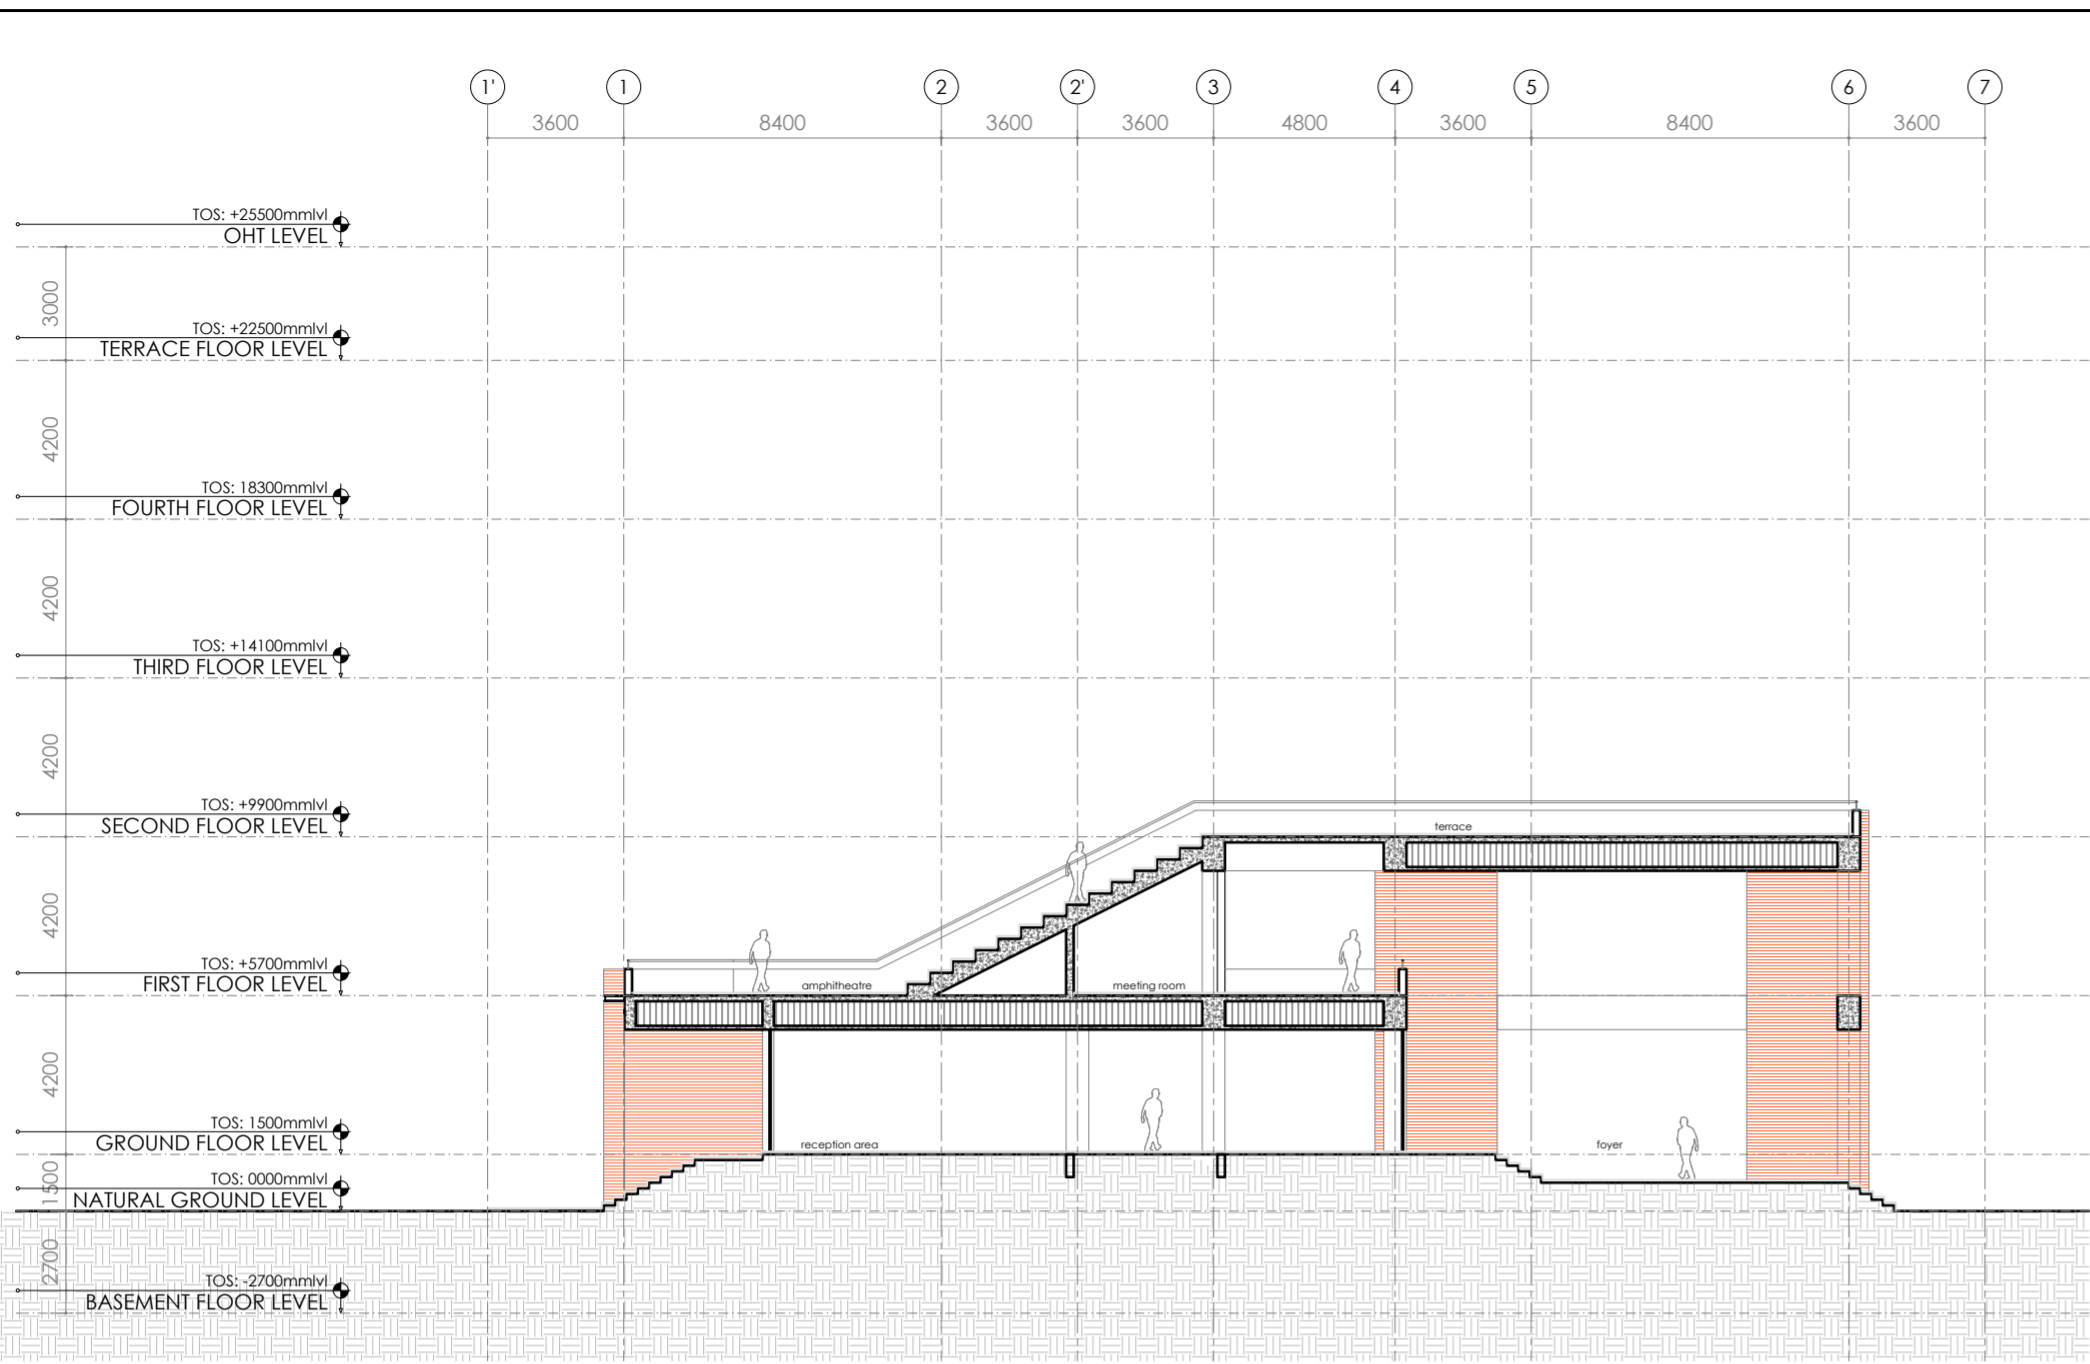 1' 1 2 2' 3 4 5 6 7
3600 8400 3600 3600 4800 3600 8400 3600
TOS: +25500mmlvl
OHT LEVEL
3000
TOS: +22500mmlvl
TERRACE FLOOR LEVEL
4200
TOS: 18300mmlvl
FOURTH FLOOR LEVEL
4200
TOS: +14100mmlvl
THIRD FLOOR LEVEL
4200
TOS: +9900mmlvl
SECOND FLOOR LEVEL
terrace
4200
TOS: +5700mmlvl
FIRST FLOOR LEVEL
amphitheatre
meeting room
4200
TOS: 1500mmlvl
GROUND FLOOR LEVEL
reception area
foyer
1500
TOS: 0000mmlvl
NATURAL GROUND LEVEL
2700
TOS: -2700mmlvl
BASEMENT FLOOR LEVEL